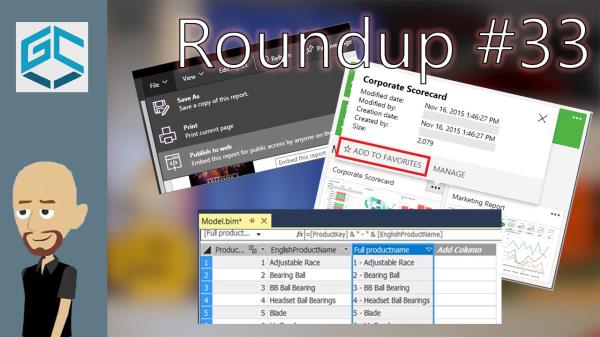 Roundup #33
GC
File View
Save As
Save a copy of this report.
Print
Print current page
Publish to web
Embed this report for public access by anyone on the
Embed this report
Corporate Scorecard
Modified date: Nov 16, 2015 1:46:27 PM
Modified by:
Creation date: Nov 16, 2015 1:46:27 PM
Created by:
Size: 2,079
ADD TO FAVORITES MANAGE
Corporate Scorecard
Marketing Report
Model.bim*
[Full product... fx =[ProductKey] & " - " & [EnglishProductName]
Produc... EnglishProductName Full productname Add Column
1 1 Adjustable Race 1 - Adjustable Race
2 2 Bearing Ball 2 - Bearing Ball
3 3 BB Ball Bearing 3 - BB Ball Bearing
4 4 Headset Ball Bearings 4 - Headset Ball Bearings
5 5 Blade 5 - Blade